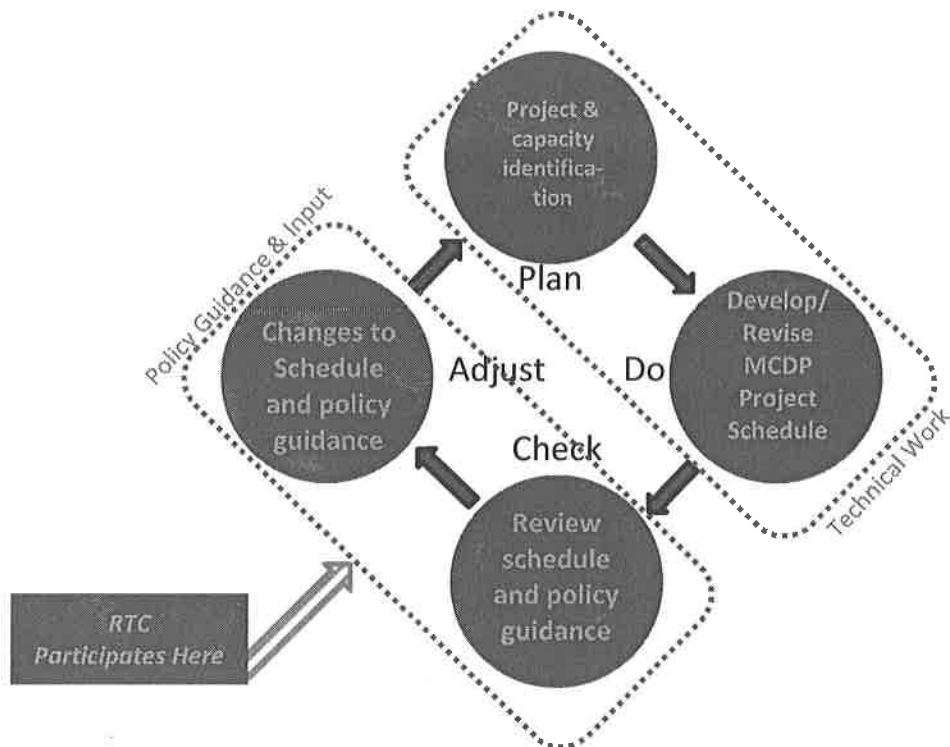 Project &
capacity
identifica-
tion
Plan
Develop/
Revise
MCDP
Project
Schedule
Do
Technical Work
Check
Review
schedule
and policy
guidance
Adjust
Changes to
Schedule
and policy
guidance
Policy Guidance & Input
RTC
Participates Here